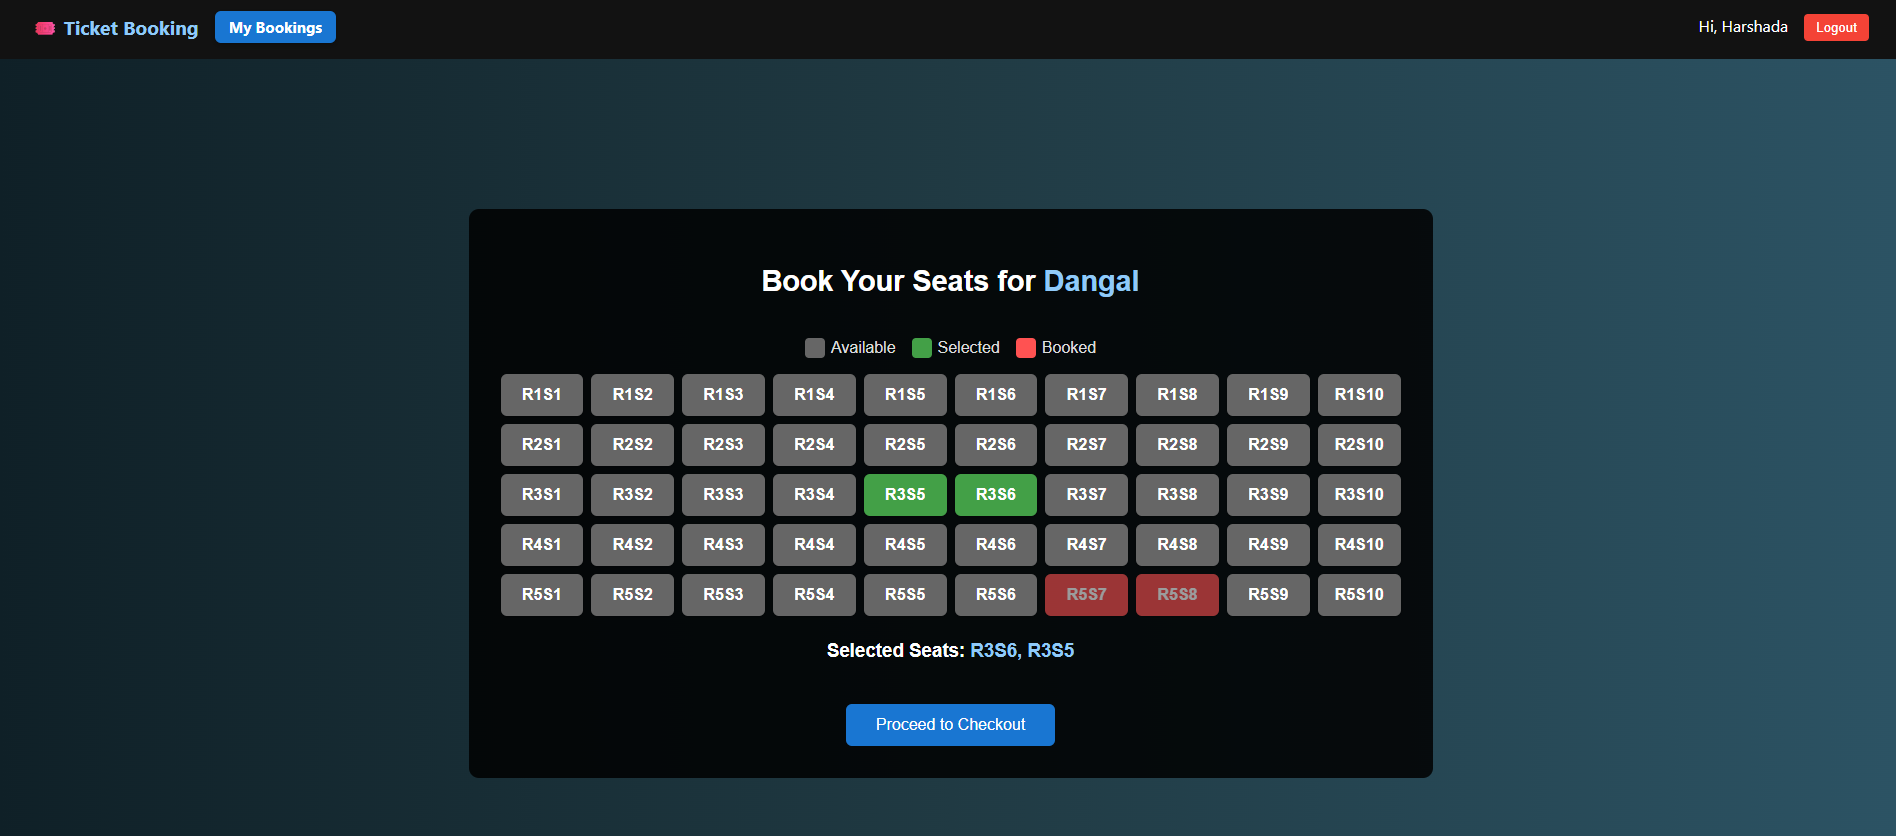 Ticket Booking My Bookings Hi, Harshada Logout
Book Your Seats for Dangal
Available Selected Booked
R1S1 R1S2 R1S3 R1S4 R1S5 R1S6 R1S7 R1S8 R1S9 R1S10
R2S1 R2S2 R2S3 R2S4 R2S5 R2S6 R2S7 R2S8 R2S9 R2S10
R3S1 R3S2 R3S3 R3S4 R3S5 R3S6 R3S7 R3S8 R3S9 R3S10
R4S1 R4S2 R4S3 R4S4 R4S5 R4S6 R4S7 R4S8 R4S9 R4S10
R5S1 R5S2 R5S3 R5S4 R5S5 R5S6 R5S7 R5S8 R5S9 R5S10
Selected Seats: R3S6, R3S5
Proceed to Checkout